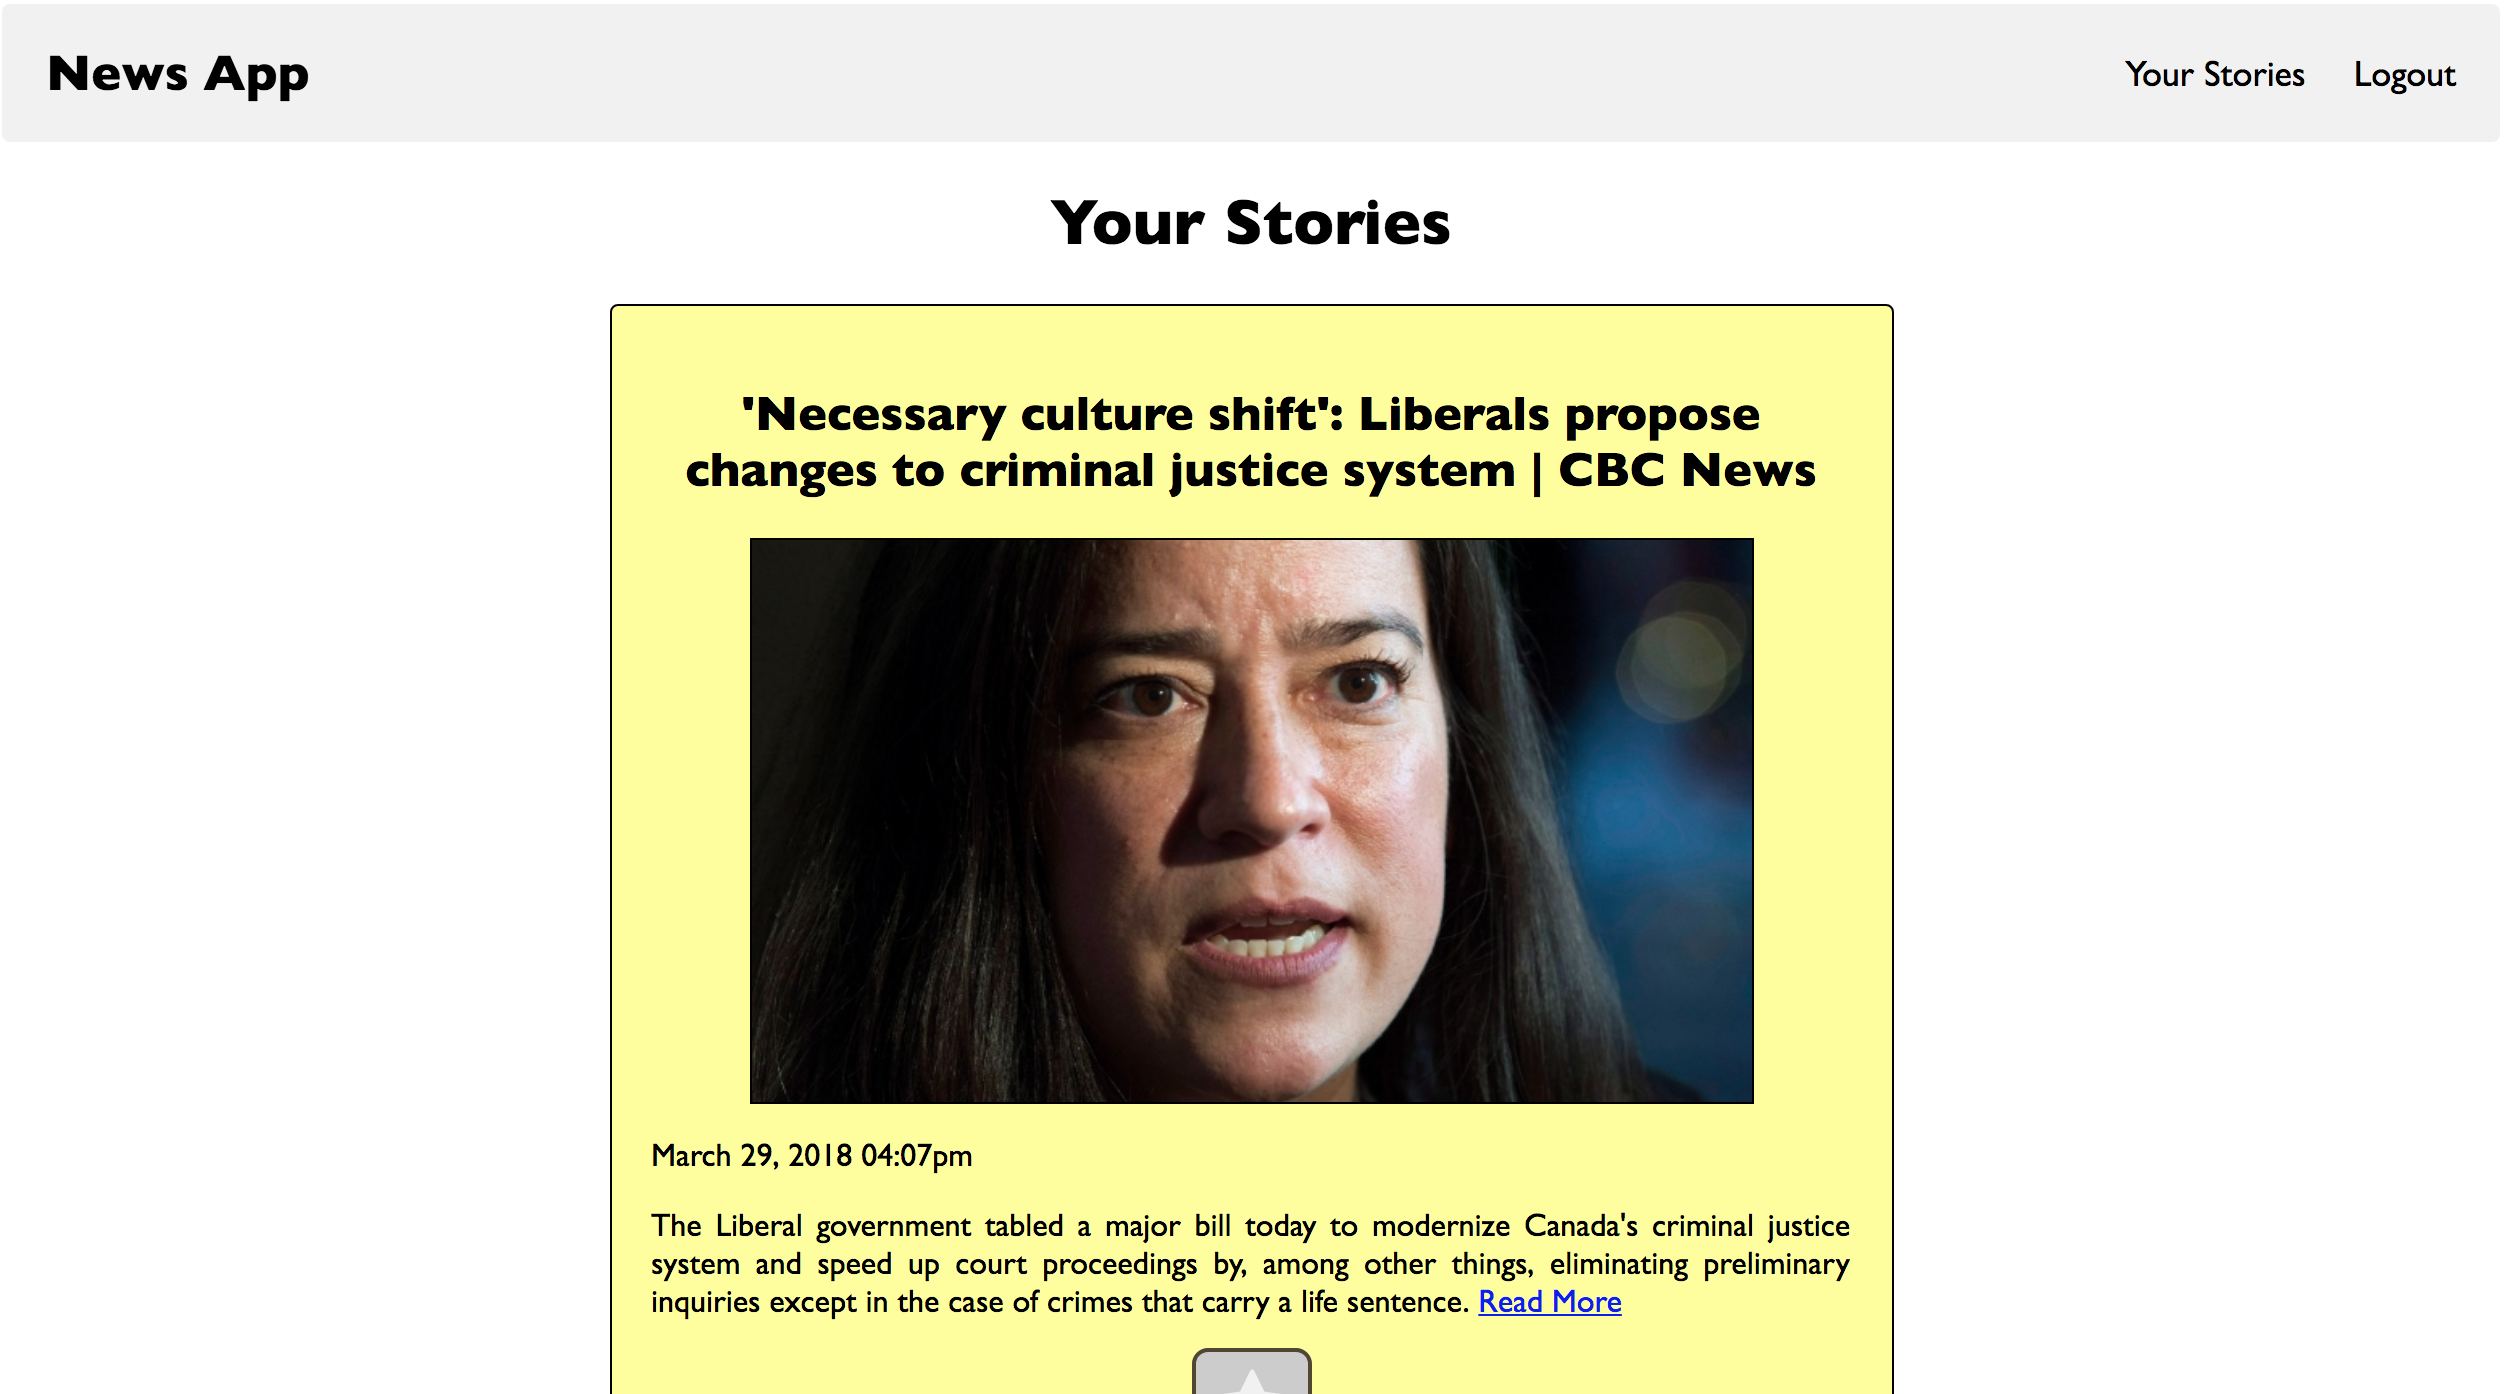 News App
Your Stories
Logout
Your Stories
'Necessary culture shift': Liberals propose
changes to criminal justice system | CBC News
March 29, 2018 04:07pm
The Liberal government tabled a major bill today to modernize Canada's criminal justice
system and speed up court proceedings by, among other things, eliminating preliminary
inquiries except in the case of crimes that carry a life sentence. Read More